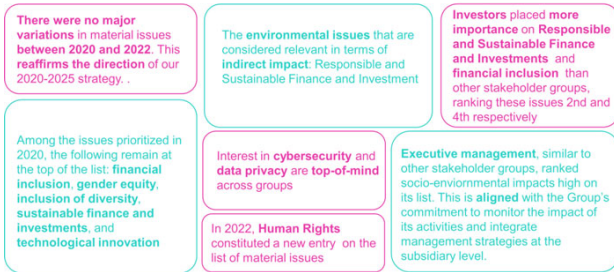 There were no major
variations in material issues
between 2020 and 2022. This
reaffirms the direction of our
2020-2025 strategy. .
The environmental issues that are
considered relevant in terms of
indirect impact: Responsible and
Sustainable Finance and Investment
Investors placed more
importance on Responsible
and Sustainable Finance
and Investments and
financial inclusion than
other stakeholder groups,
ranking these issues 2nd and
4th respectively
Among the issues prioritized in
2020, the following remain at
the top of the list: financial
inclusion, gender equity,
inclusion of diversity,
sustainable finance and
investments, and
technological innovation
Interest in cybersecurity and
data privacy are top-of-mind
across groups
In 2022, Human Rights
constituted a new entry on the
list of material issues
Executive management, similar to
other stakeholder groups, ranked
socio-enviornmental impacts high on
its list. This is aligned with the Group's
commitment to monitor the impact of
its activities and integrate
management strategies at the
subsidiary level.